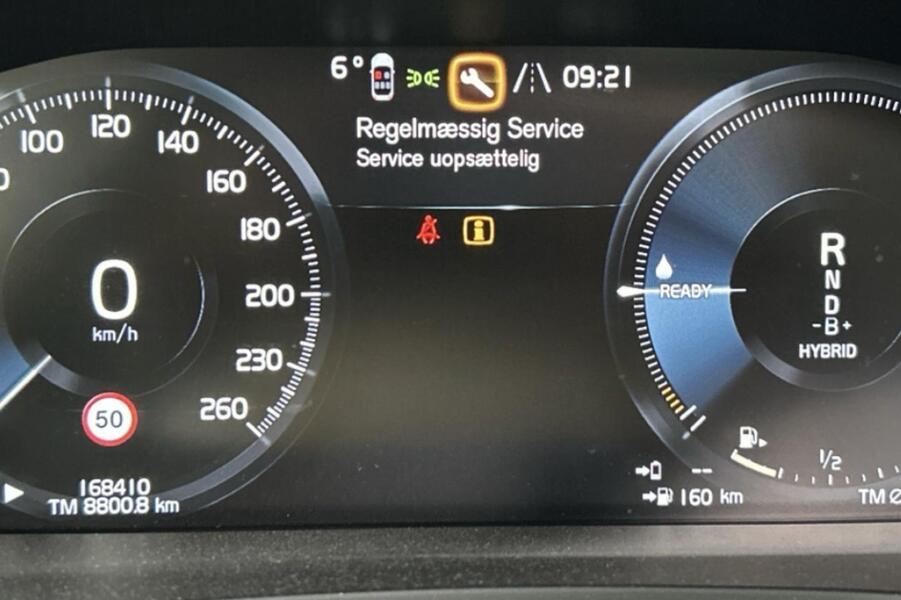 6° 09:21
Regelmæssig Service
Service uopsættelig
100
120
140
160
180
200
230
260
0
km/h
50
168410
TM 8800.8 km
READY
R
N
D
-B+
HYBRID
1/2
--
160 km
TM